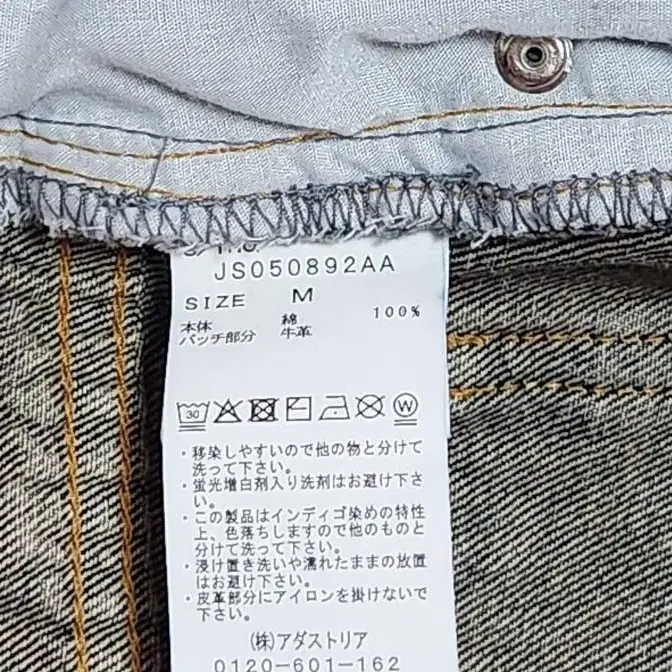 JS050892AA
SIZE M
本体 綿 100%
パッチ部分 牛革
30
W
・移染しやすいので他の物と分けて
洗って下さい。
・蛍光増白剤入り洗剤はお避け下さ
い。
・この製品はインディゴ染めの特性
上、色落ちしますので他のものと
分けて洗って下さい。
・浸け置き洗いや濡れたままの放置
はお避け下さい。
・皮革部分にアイロンを掛けないで
下さい。
(株)アダストリア
0120-601-162